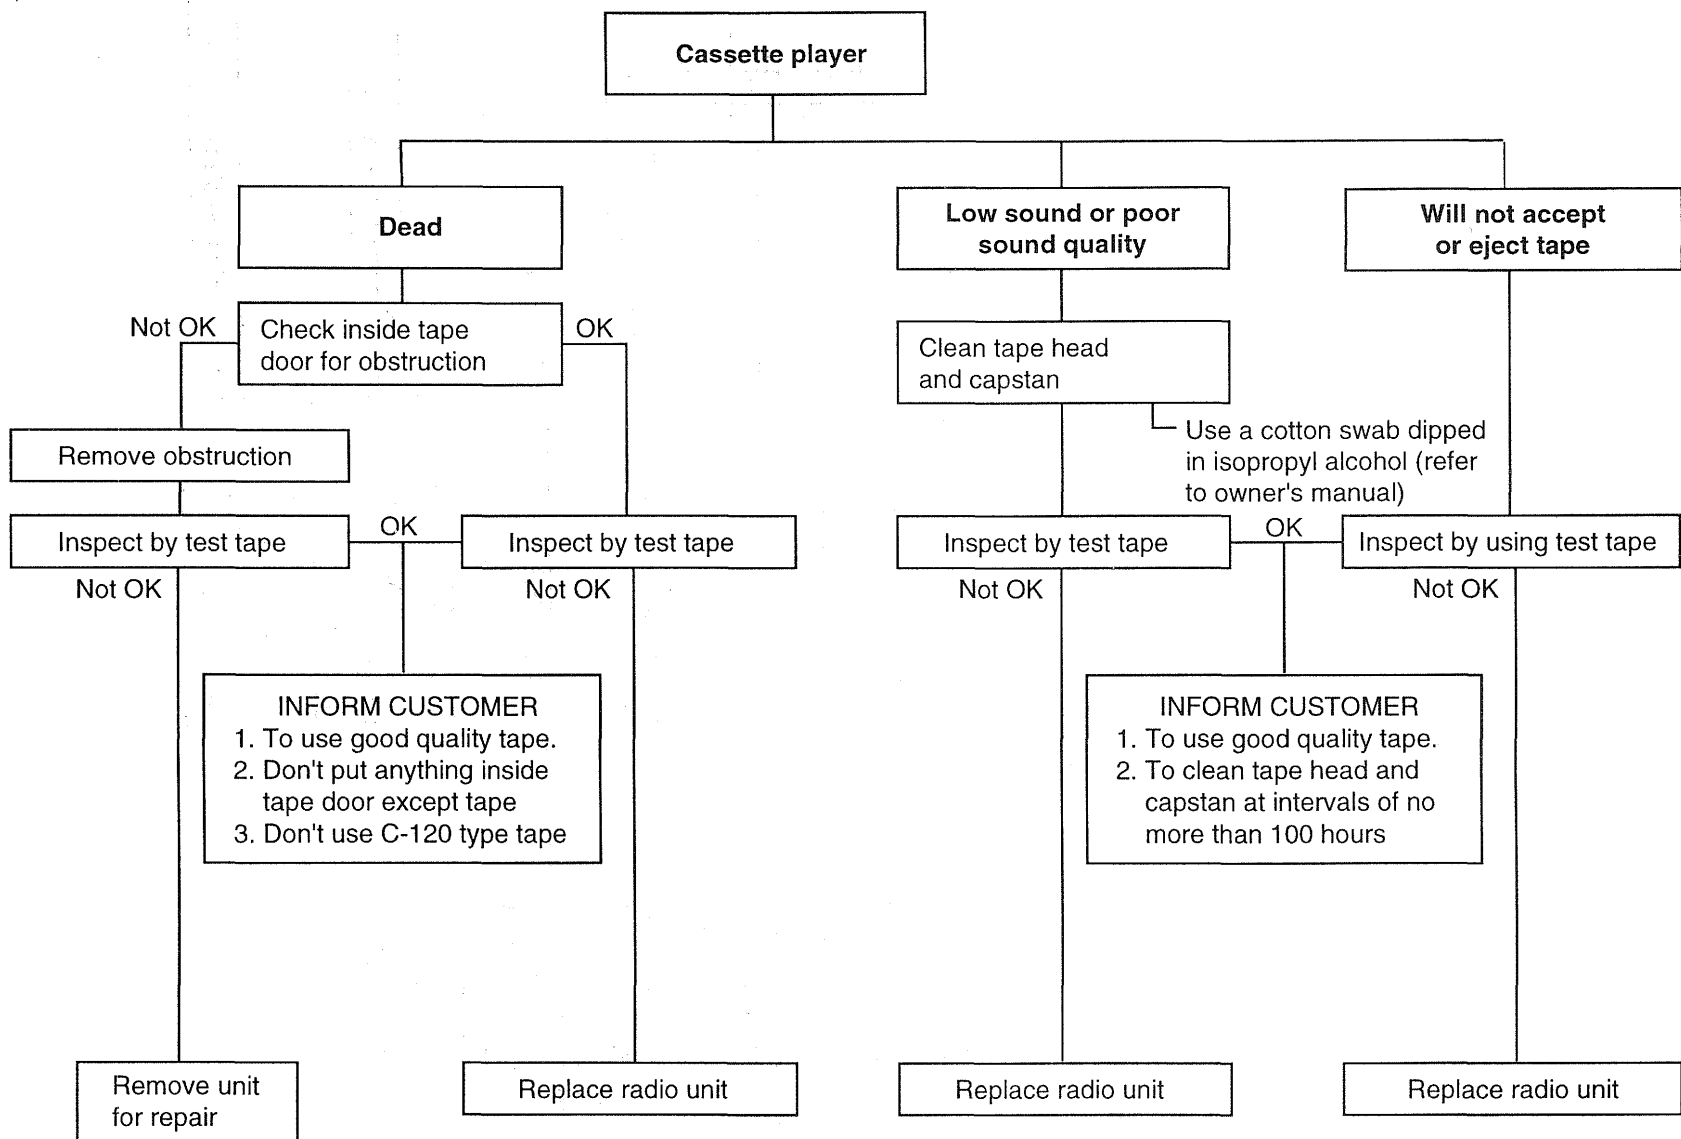 Cassette player
Dead
Low sound or poor
sound quality
Will not accept
or eject tape
Not OK
Check inside tape
door for obstruction
OK
Clean tape head
and capstan
Use a cotton swab dipped
in isopropyl alcohol (refer
to owner's manual)
Remove obstruction
Inspect by test tape
OK
Inspect by test tape
Inspect by test tape
OK
Inspect by using test tape
Not OK
Not OK
Not OK
Not OK
INFORM CUSTOMER
1. To use good quality tape.
2. Don't put anything inside
tape door except tape
3. Don't use C-120 type tape
INFORM CUSTOMER
1. To use good quality tape.
2. To clean tape head and
capstan at intervals of no
more than 100 hours
Remove unit
for repair
Replace radio unit
Replace radio unit
Replace radio unit